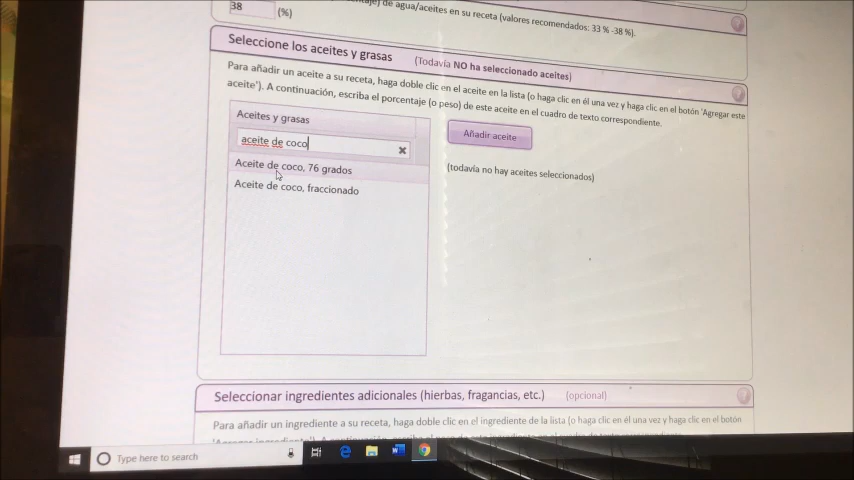 de agua/aceites en su receta (valores recomendados: 33 % -38 %).
38 (%)
Seleccione los aceites y grasas (Todavía NO ha seleccionado aceites)
Para añadir un aceite a su receta, haga doble clic en el aceite en la lista (o haga clic en él una vez y haga clic en el botón 'Agregar este
aceite'). A continuación, escriba el porcentaje (o peso) de este aceite en el cuadro de texto correspondiente.
Aceites y grasas
Añadir aceite
aceite de coco
Aceite de coco, 76 grados
(todavía no hay aceites seleccionados)
Aceite de coco, fraccionado
Seleccionar ingredientes adicionales (hierbas, fragancias, etc.) (opcional)
Para añadir un ingrediente a su receta, haga doble clic en el ingrediente de la lista (o haga clic en él una vez y haga clic en el botón
Type here to search